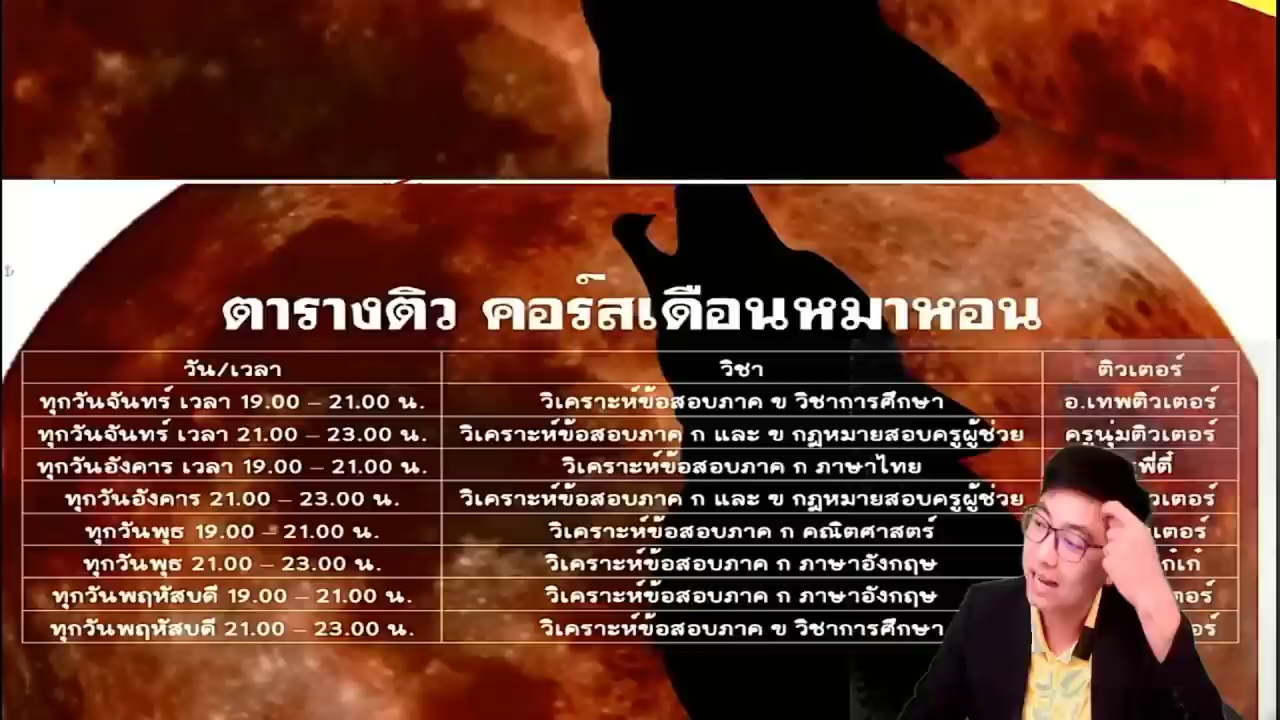 ตารางติว คอร์สเดือนหมาหอน
วัน/เวลา วิชา ติวเตอร์
ทุกวันจันทร์ เวลา 19.00 – 21.00 น. วิเคราะห์ข้อสอบภาค ข วิชาการศึกษา อ.เทพติวเตอร์
ทุกวันจันทร์ เวลา 21.00 – 23.00 น. วิเคราะห์ข้อสอบภาค ก และ ข กฎหมายสอบครูผู้ช่วย ครูนุ่มติวเตอร์
ทุกวันอังคาร เวลา 19.00 – 21.00 น. วิเคราะห์ข้อสอบภาค ก ภาษาไทย
ทุกวันอังคาร 21.00 – 23.00 น. วิเคราะห์ข้อสอบภาค ก และ ข กฎหมายสอบครูผู้ช่วย
ทุกวันพุธ 19.00 – 21.00 น. วิเคราะห์ข้อสอบภาค ก คณิตศาสตร์
ทุกวันพุธ 21.00 – 23.00 น. วิเคราะห์ข้อสอบภาค ก ภาษาอังกฤษ
ทุกวันพฤหัสบดี 19.00 – 21.00 น. วิเคราะห์ข้อสอบภาค ก ภาษาอังกฤษ
ทุกวันพฤหัสบดี 21.00 – 23.00 น. วิเคราะห์ข้อสอบภาค ข วิชาการศึกษา